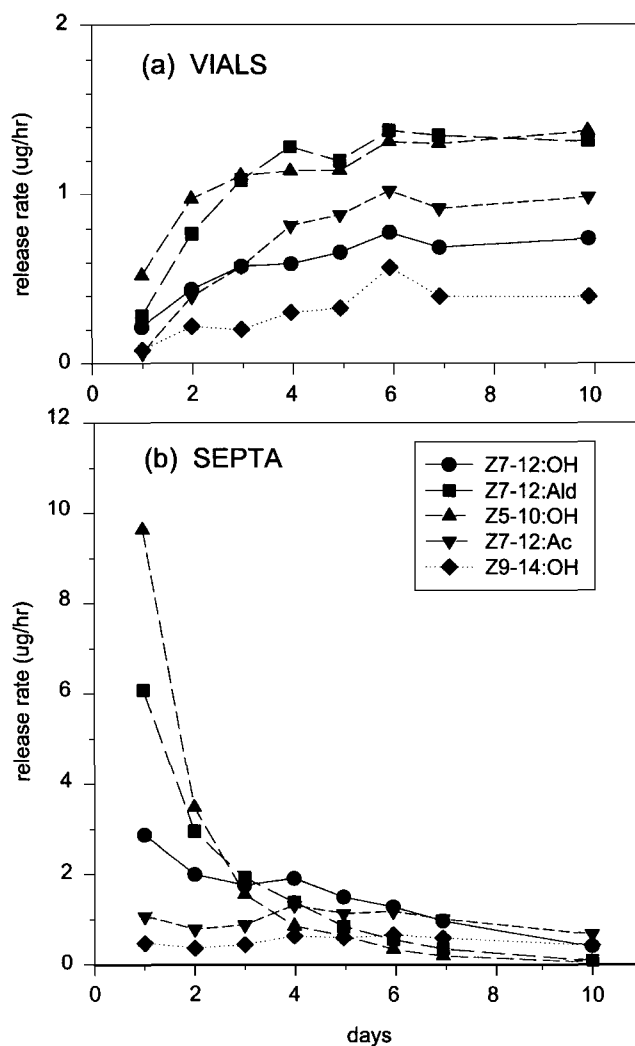 2
(a) VIALS
release rate (ug/hr)
1
0
0 2 4 6 8 10
12
(b) SEPTA
Z7-12:OH
Z7-12:Ald
Z5-10:OH
Z7-12:Ac
Z9-14:OH
10
8
release rate (ug/hr)
6
4
2
0
0 2 4 6 8 10
days